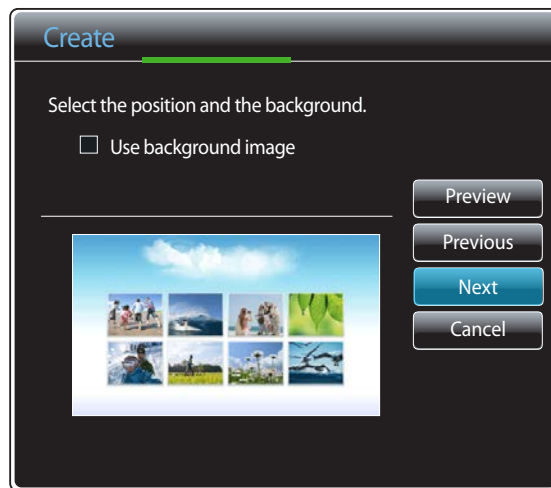 Create
Select the position and the background.
Use background image
Preview
Previous
Next
Cancel